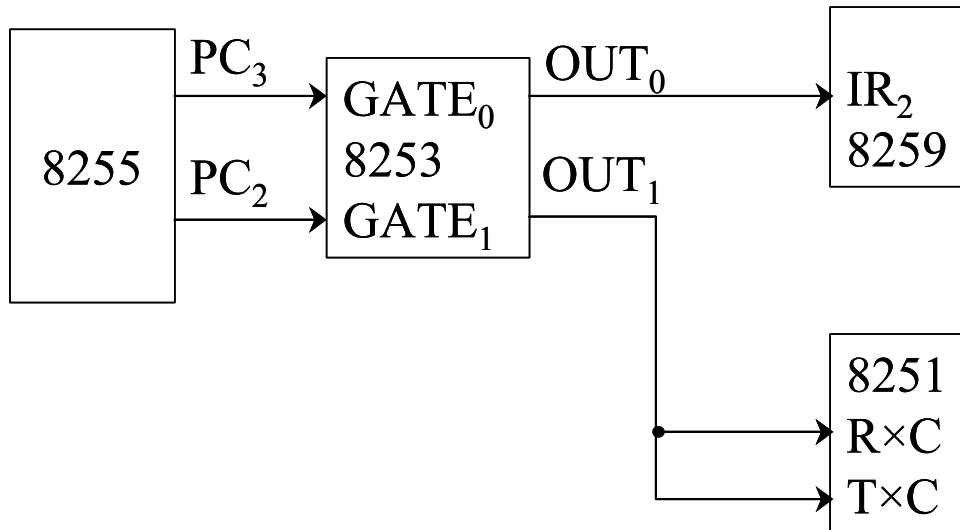 8255
PC₃
PC₂
GATE₀
8253
GATE₁
OUT₀
OUT₁
IR₂
8259
8251
R×C
T×C